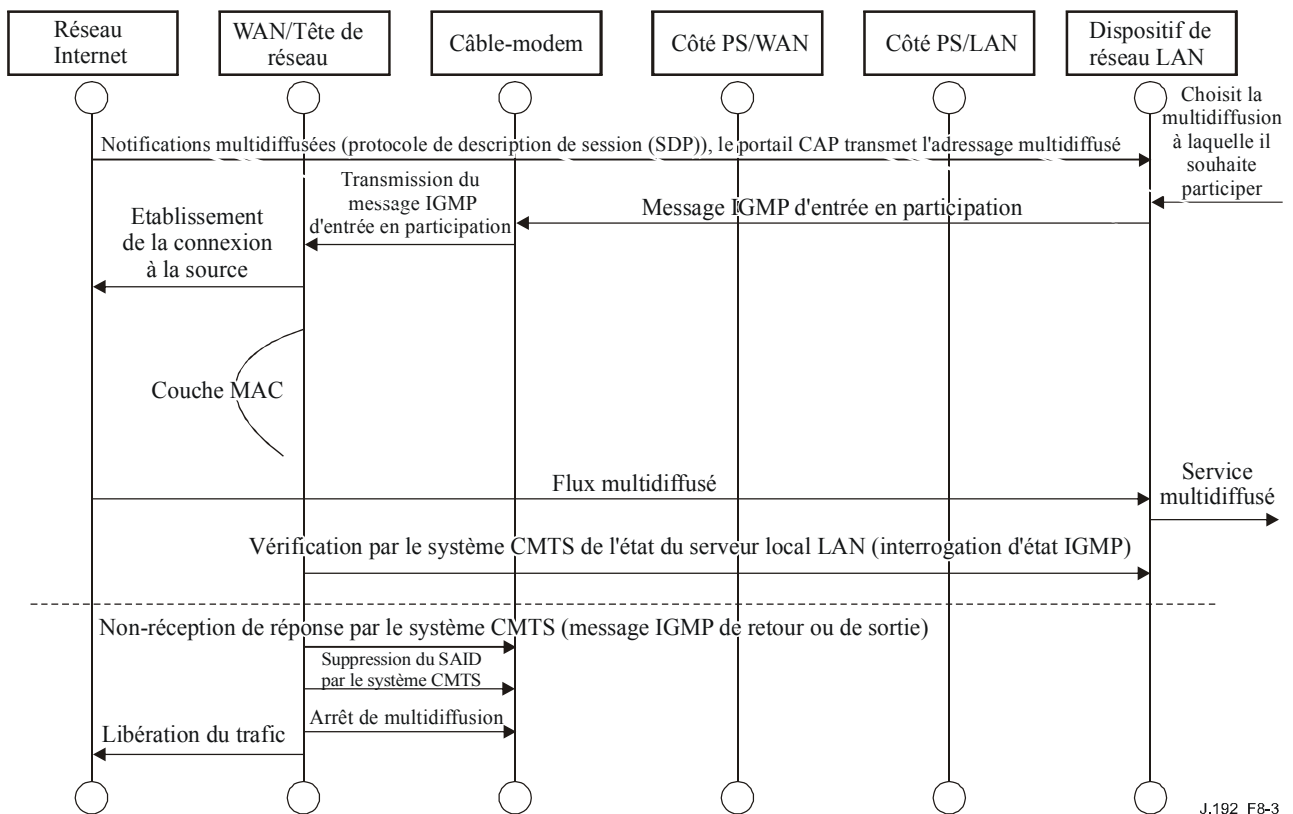 Réseau
Internet
WAN/Tête de
réseau
Câble-modem
Côté PS/WAN
Côté PS/LAN
Dispositif de
réseau LAN
Choisit la
multidiffusion
à laquelle il
souhaite
participer
Notifications multidiffusées (protocole de description de session (SDP)), le portail CAP transmet l'adressage multidiffusé
Transmission du
message IGMP
d'entrée en participation
Message IGMP d'entrée en participation
Etablissement
de la connexion
à la source
Couche MAC
Flux multidiffusé
Service
multidiffusé
Vérification par le système CMTS de l'état du serveur local LAN (interrogation d'état IGMP)
Non-réception de réponse par le système CMTS (message IGMP de retour ou de sortie)
Suppression du SAID
par le système CMTS
Arrêt de multidiffusion
Libération du trafic
J.192_F8-3